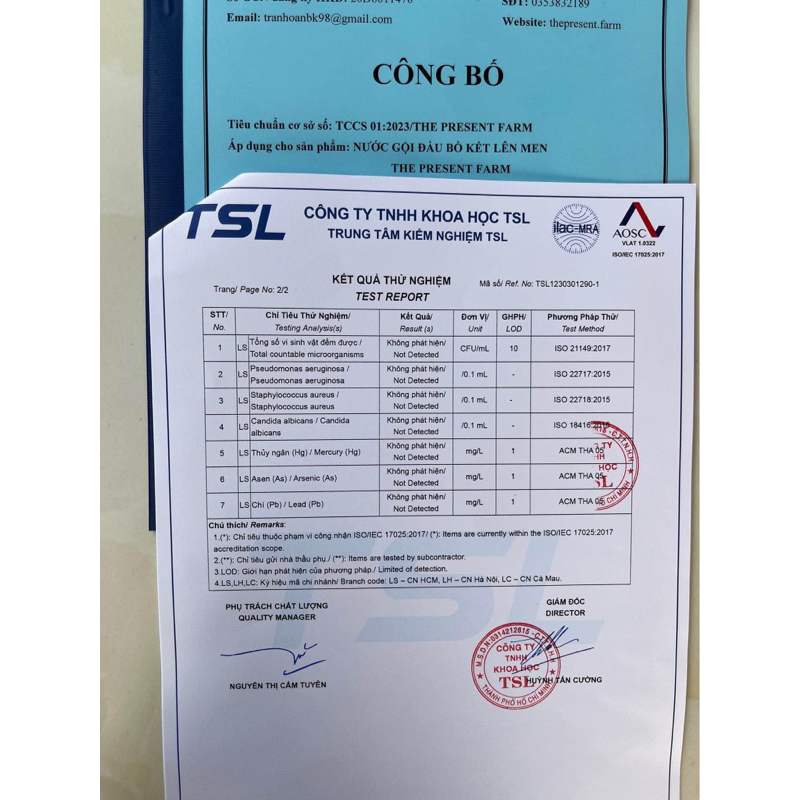 SĐT: 0353832189
Email: tranhoanbk98@gmail.com
Website: thepresent.farm
CÔNG BỐ
Tiêu chuẩn cơ sở số: TCCS 01:2023/THE PRESENT FARM
Áp dụng cho sản phẩm: NƯỚC GỘI ĐẦU BỒ KẾT LÊN MEN
THE PRESENT FARM
TSL
CÔNG TY TNHH KHOA HỌC TSL
TRUNG TÂM KIỂM NGHIỆM TSL
ilac-MRA
AOSC
VLAT 1.0322
ISO/IEC 17025:2017
Trang/ Page No: 2/2
KẾT QUẢ THỬ NGHIỆM
TEST REPORT
Mã số/ Ref. No: TSL1230301290-1
STT/ No. Chỉ Tiêu Thử Nghiệm/ Testing Analysis(s) Kết Quả/ Result (s) Đơn Vị/ Unit GHPH/ LOD Phương Pháp Thử/ Test Method
1 LS Tổng số vi sinh vật đếm được / Total countable microorganisms Không phát hiện/ Not Detected CFU/mL 10 ISO 21149:2017
2 LS Pseudomonas aeruginosa / Pseudomonas aeruginosa Không phát hiện/ Not Detected /0.1 mL - ISO 22717:2015
3 LS Staphylococcus aureus / Staphylococcus aureus Không phát hiện/ Not Detected /0.1 mL - ISO 22718:2015
4 LS Candida albicans / Candida albicans Không phát hiện/ Not Detected /0.1 mL - ISO 18416:2015
5 LS Thủy ngân (Hg) / Mercury (Hg) Không phát hiện/ Not Detected mg/L 1 ACM THA 05
6 LS Asen (As) / Arsenic (As) Không phát hiện/ Not Detected mg/L 1 ACM THA 05
7 LS Chì (Pb) / Lead (Pb) Không phát hiện/ Not Detected mg/L 1 ACM THA 05
Chú thích/ Remarks:
1.(*): Chỉ tiêu thuộc phạm vi công nhận ISO/IEC 17025:2017/ (*): Items are currently within the ISO/IEC 17025:2017
accreditation scope.
2.(**): Chỉ tiêu gửi nhà thầu phụ / (**): Items are tested by subcontractor.
3.LOD: Giới hạn phát hiện của phương pháp./ Limited of detection.
4.LS,LH,LC: Ký hiệu mã chi nhánh/ Branch code: LS – CN HCM, LH – CN Hà Nội, LC – CN Cà Mau.
PHỤ TRÁCH CHẤT LƯỢNG
QUALITY MANAGER
GIÁM ĐỐC
DIRECTOR
M.S.D.N:0314212615-C.T.T.N.H.H
CÔNG TY
TNHH
KHOA HỌC
TSL
THÀNH PHỐ HỒ CHÍ MINH
NGUYỄN THỊ CẨM TUYÊN
HUỲNH TẤN CƯỜNG